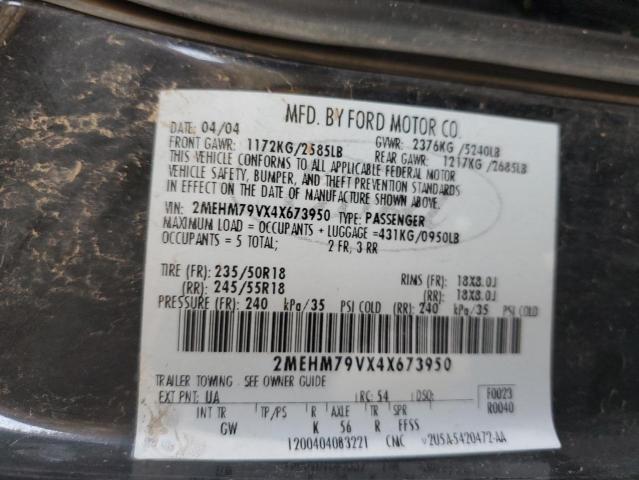 MFD. BY FORD MOTOR CO.
DATE: 04/04 GVWR: 2376KG /5240LB
FRONT GAWR: 1172KG/2585LB REAR GAWR: 1217KG /2685LB
THIS VEHICLE CONFORMS TO ALL APPLICABLE FEDERAL MOTOR
VEHICLE SAFETY, BUMPER, AND THEFT PREVENTION STANDARDS
IN EFFECT ON THE DATE OF MANUFACTURE SHOWN ABOVE.
VIN: 2MEHM79VX4X673950 TYPE: PASSENGER
MAXIMUM LOAD = OCCUPANTS + LUGGAGE =431KG/0950LB
OCCUPANTS = 5 TOTAL; 2 FR, 3 RR
TIRE (FR): 235/50R18 RIMS (FR): 18X8.0J
(RR): 245/55R18 (RR): 18X8.0J
PRESSURE (FR): 240 kPa/35 PSI COLD (RR): 240 kPa/35 PSI COLD
2MEHM79VX4X673950
TRAILER TOWING - SEE OWNER GUIDE
EXT PNT: UA RC: 54 DSO: F0023
R0040
INT TR TP/PS R AXLE TR SPR
GW K 56 R FFSS
1200404083221 CNC v2U5A-5420472-AA